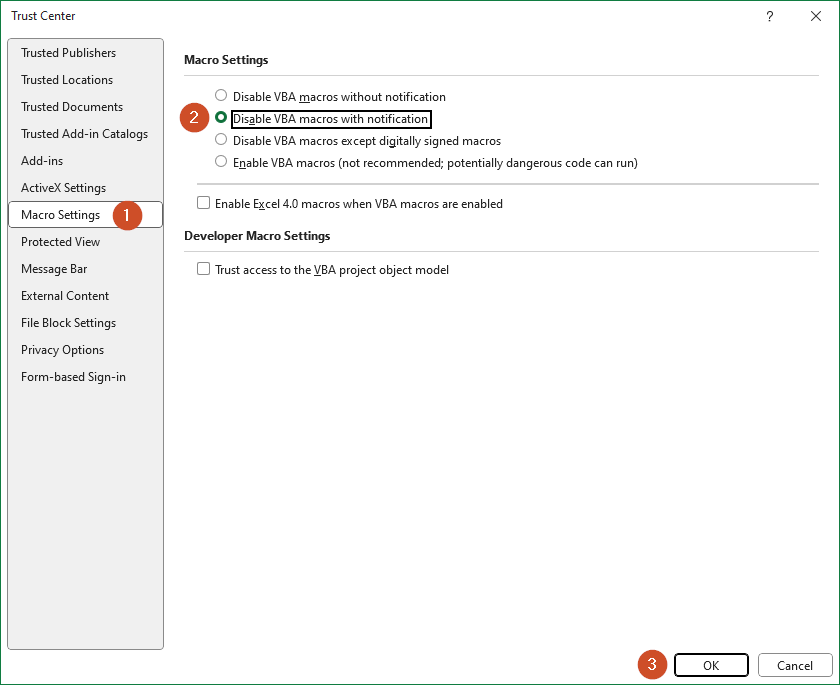 Trust Center
?
Trusted Publishers
Trusted Locations
Trusted Documents
Trusted Add-in Catalogs
Add-ins
ActiveX Settings
Macro Settings 1
Protected View
Message Bar
External Content
File Block Settings
Privacy Options
Form-based Sign-in
Macro Settings
Disable VBA macros without notification
2 Disable VBA macros with notification
Disable VBA macros except digitally signed macros
Enable VBA macros (not recommended; potentially dangerous code can run)
Enable Excel 4.0 macros when VBA macros are enabled
Developer Macro Settings
Trust access to the VBA project object model
3 OK Cancel